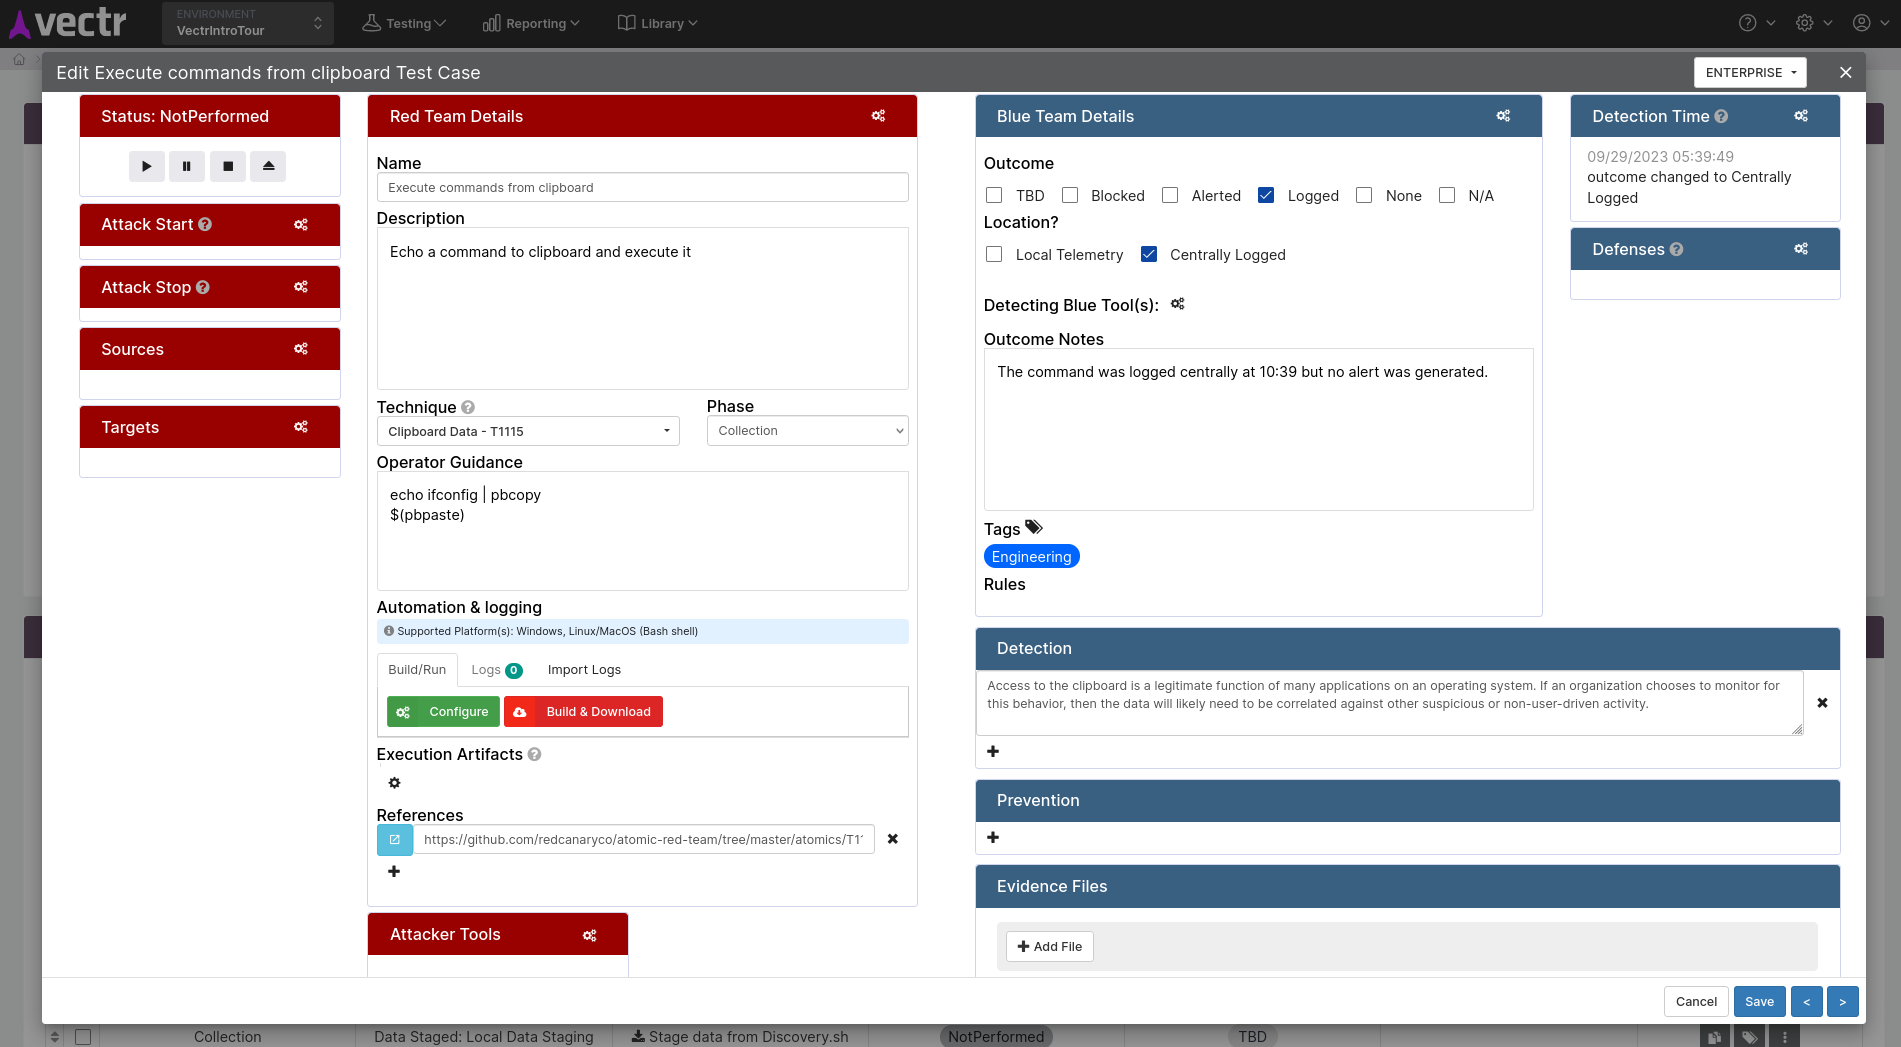 vectr
ENVIRONMENT
VectrIntroTour
Testing
Reporting
Library
Edit Execute commands from clipboard Test Case
ENTERPRISE
Status: NotPerformed
Attack Start
Attack Stop
Sources
Targets
Red Team Details
Name
Execute commands from clipboard
Description
Echo a command to clipboard and execute it
Technique
Phase
Clipboard Data - T1115
Collection
Operator Guidance
echo ifconfig | pbcopy
$(pbpaste)
Automation & logging
Supported Platform(s): Windows, Linux/MacOS (Bash shell)
Build/Run
Logs 0
Import Logs
Configure
Build & Download
Execution Artifacts
References
https://github.com/redcanaryco/atomic-red-team/tree/master/atomics/T11
Attacker Tools
Blue Team Details
Outcome
TBD Blocked Alerted Logged None N/A
Location?
Local Telemetry Centrally Logged
Detecting Blue Tool(s):
Outcome Notes
The command was logged centrally at 10:39 but no alert was generated.
Tags
Engineering
Rules
Detection Time
09/29/2023 05:39:49
outcome changed to Centrally
Logged
Defenses
Detection
Access to the clipboard is a legitimate function of many applications on an operating system. If an organization chooses to monitor for
this behavior, then the data will likely need to be correlated against other suspicious or non-user-driven activity.
Prevention
Evidence Files
Add File
Cancel
Save
<
>
Collection
Data Staged: Local Data Staging
Stage data from Discovery.sh
NotPerformed
TBD